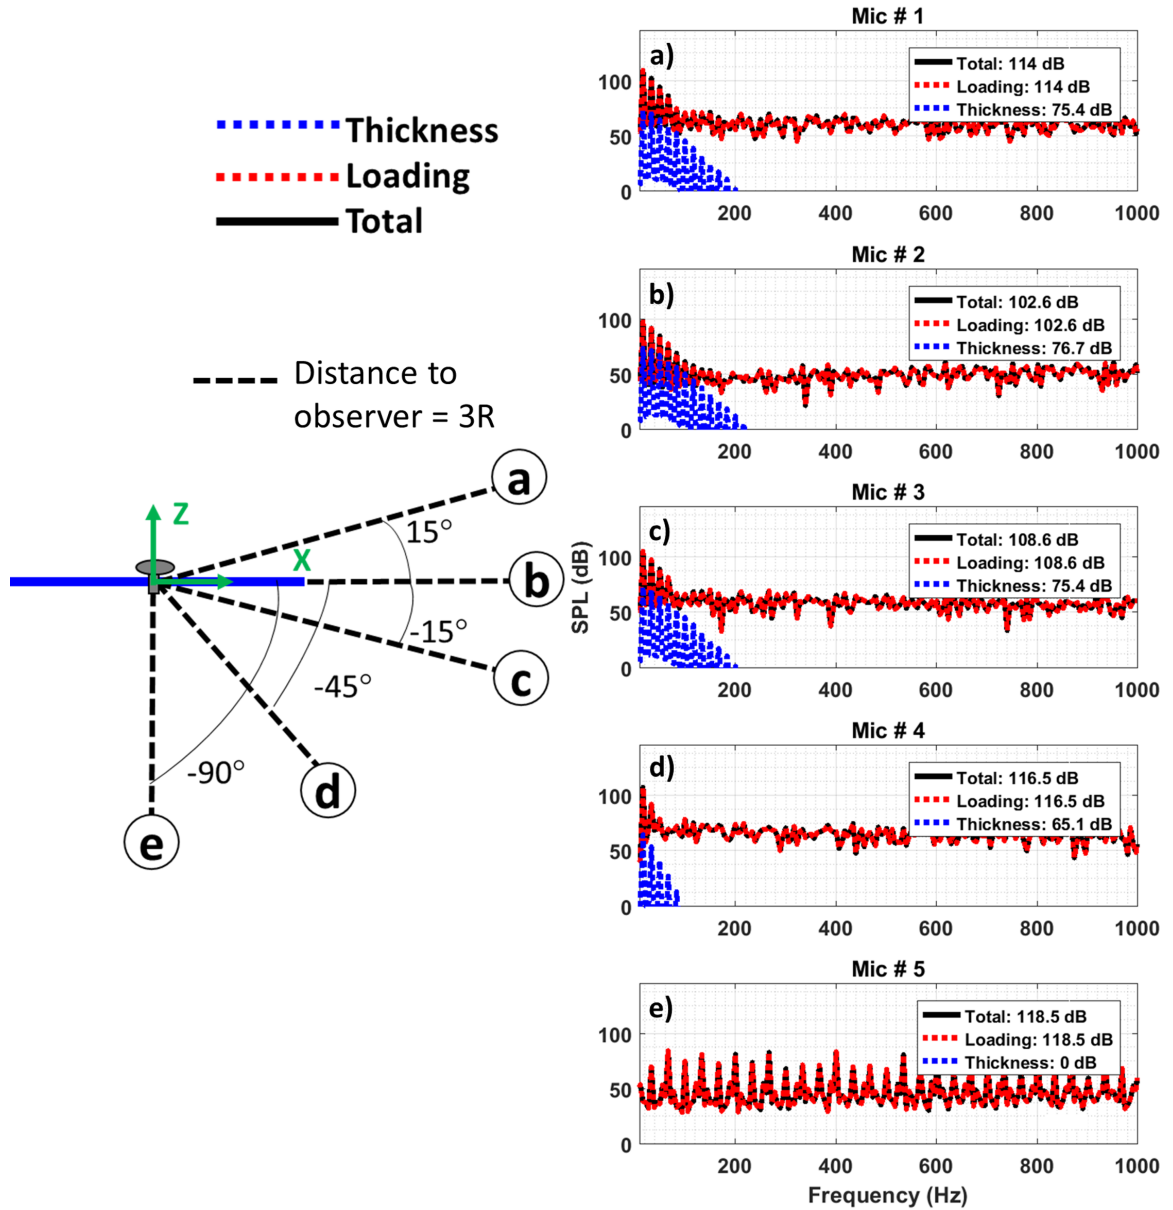 Thickness
Loading
Total
Distance to
observer = 3R
Z
X
a
15°
b
-15°
c
-45°
d
-90°
e
Mic # 1
a)
Total: 114 dB
Loading: 114 dB
Thickness: 75.4 dB
100
50
0
200 400 600 800 1000
Mic # 2
b)
Total: 102.6 dB
Loading: 102.6 dB
Thickness: 76.7 dB
100
50
0
200 400 600 800 1000
Mic # 3
c)
Total: 108.6 dB
Loading: 108.6 dB
Thickness: 75.4 dB
SPL (dB)
100
50
0
200 400 600 800 1000
Mic # 4
d)
Total: 116.5 dB
Loading: 116.5 dB
Thickness: 65.1 dB
100
50
0
200 400 600 800 1000
Mic # 5
e)
Total: 118.5 dB
Loading: 118.5 dB
Thickness: 0 dB
100
50
0
200 400 600 800 1000
Frequency (Hz)